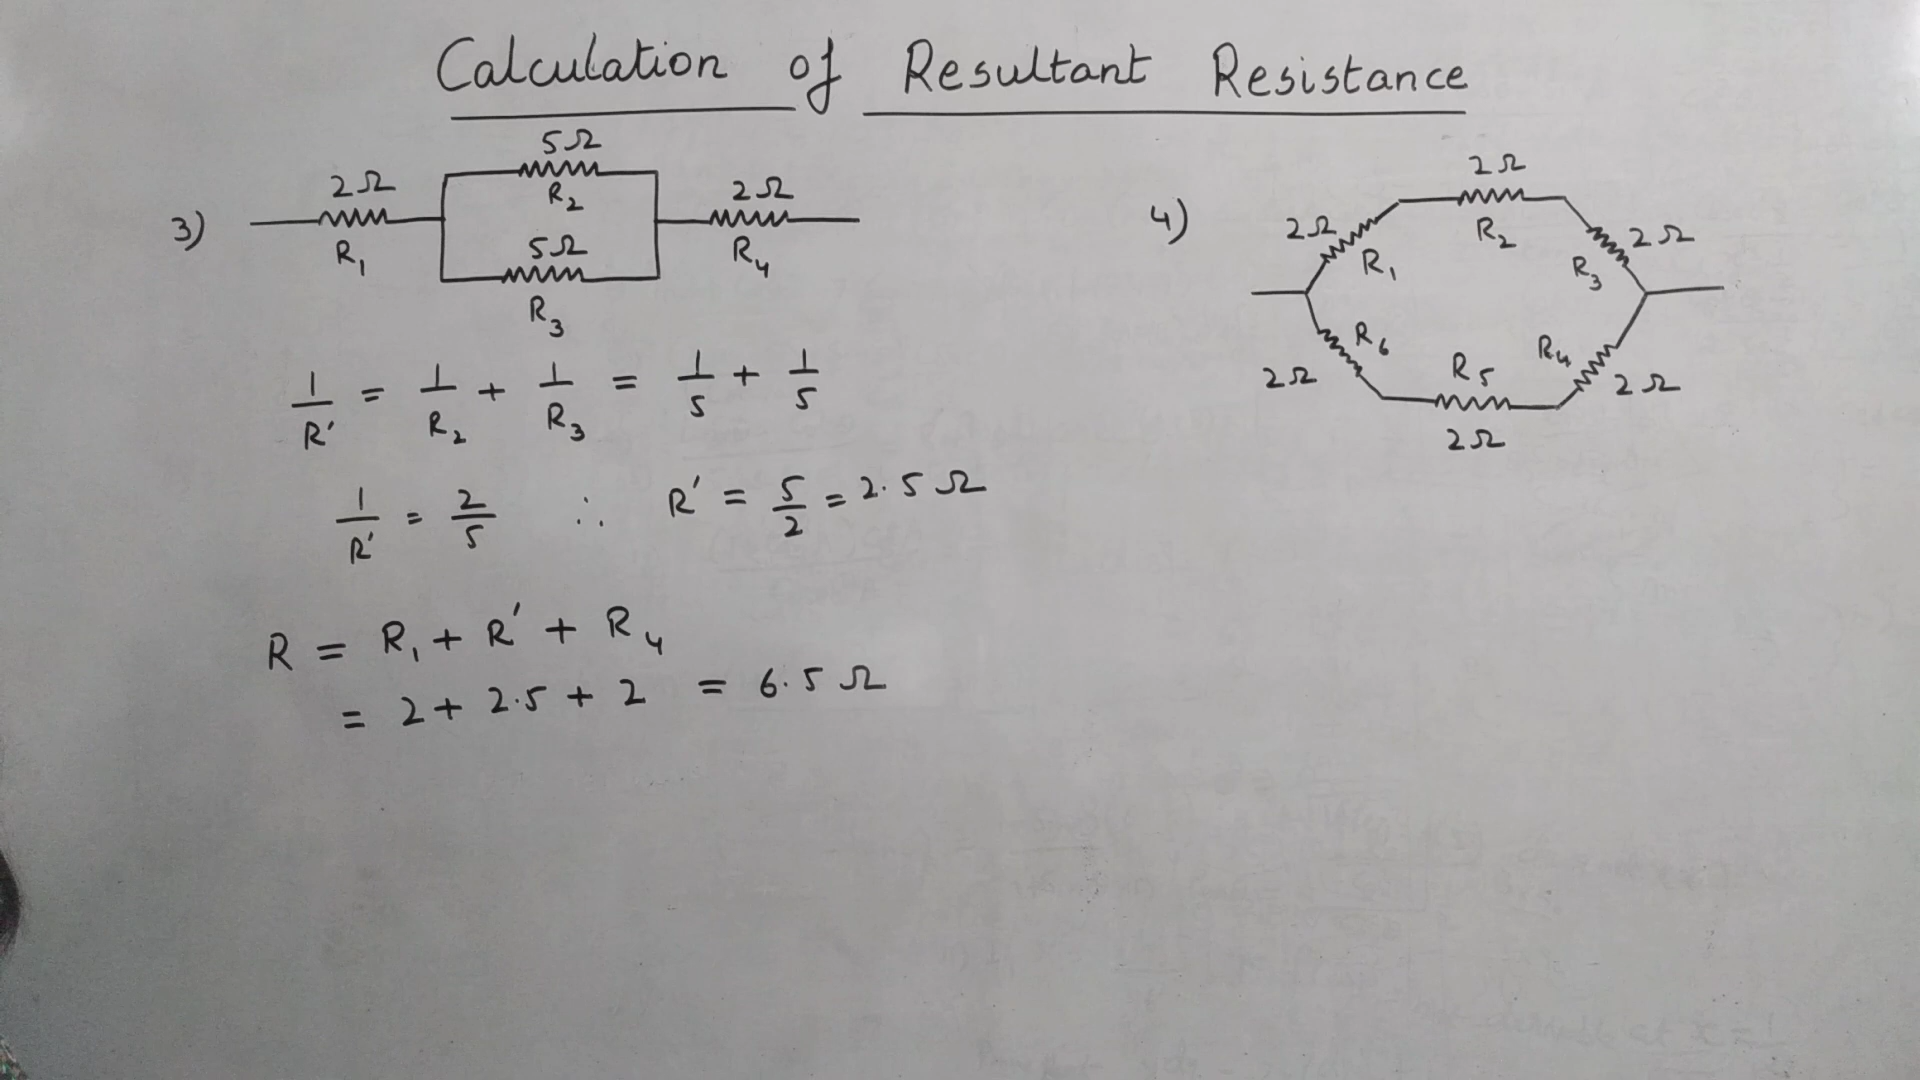 Calculation of Resultant Resistance
3)
2Ω
R₁
5Ω
R₂
5Ω
R₃
2Ω
R₄
1/R' = 1/R₂ + 1/R₃ = 1/5 + 1/5
1/R' = 2/5 ∴ R' = 5/2 = 2.5 Ω
R = R₁ + R' + R₄
= 2 + 2.5 + 2 = 6.5 Ω
4)
2Ω
R₁
2Ω
R₂
2Ω
R₃
R₄
2Ω
R₅
2Ω
R₆
2Ω